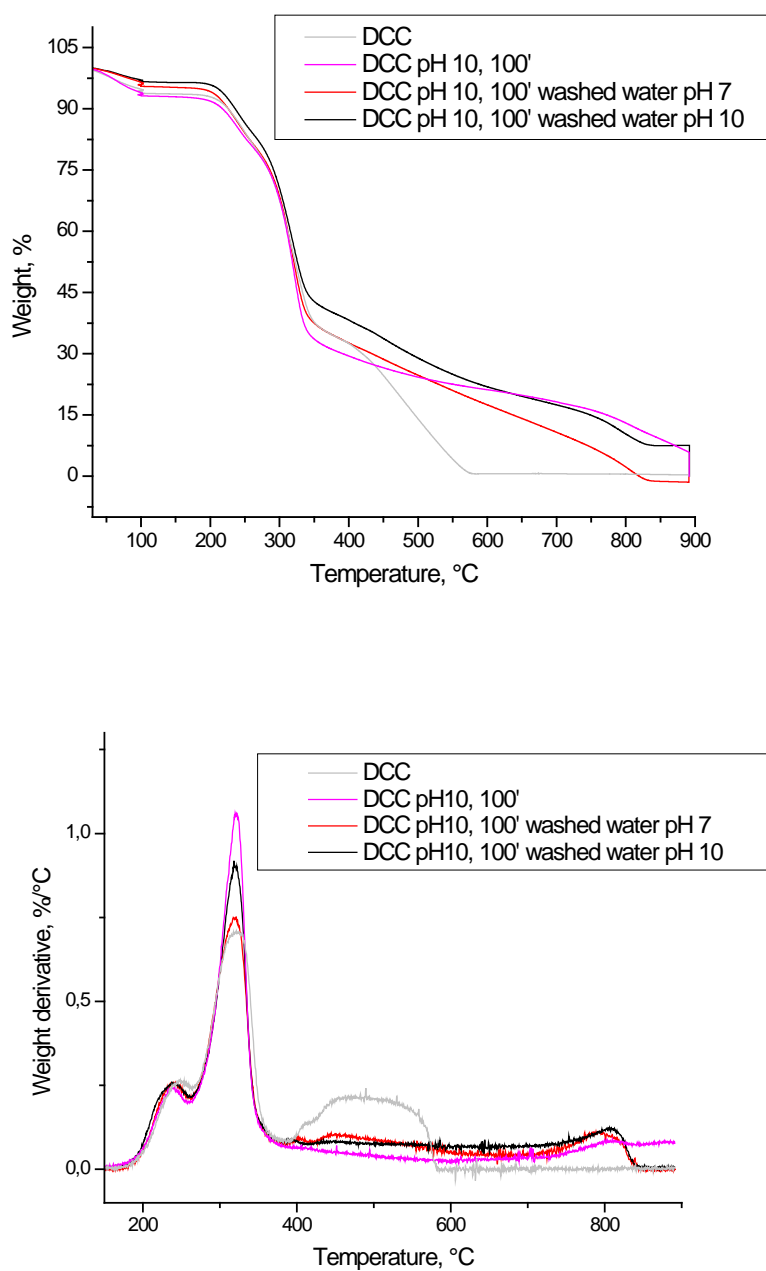 DCC
DCC pH 10, 100'
DCC pH 10, 100' washed water pH 7
DCC pH 10, 100' washed water pH 10
105
90
75
60
45
30
15
0
Weight, %
100 200 300 400 500 600 700 800 900
Temperature, °C
DCC
DCC pH10, 100'
DCC pH10, 100' washed water pH 7
DCC pH10, 100' washed water pH 10
1,0
0,5
0,0
Weight derivative, %/°C
200 400 600 800
Temperature, °C